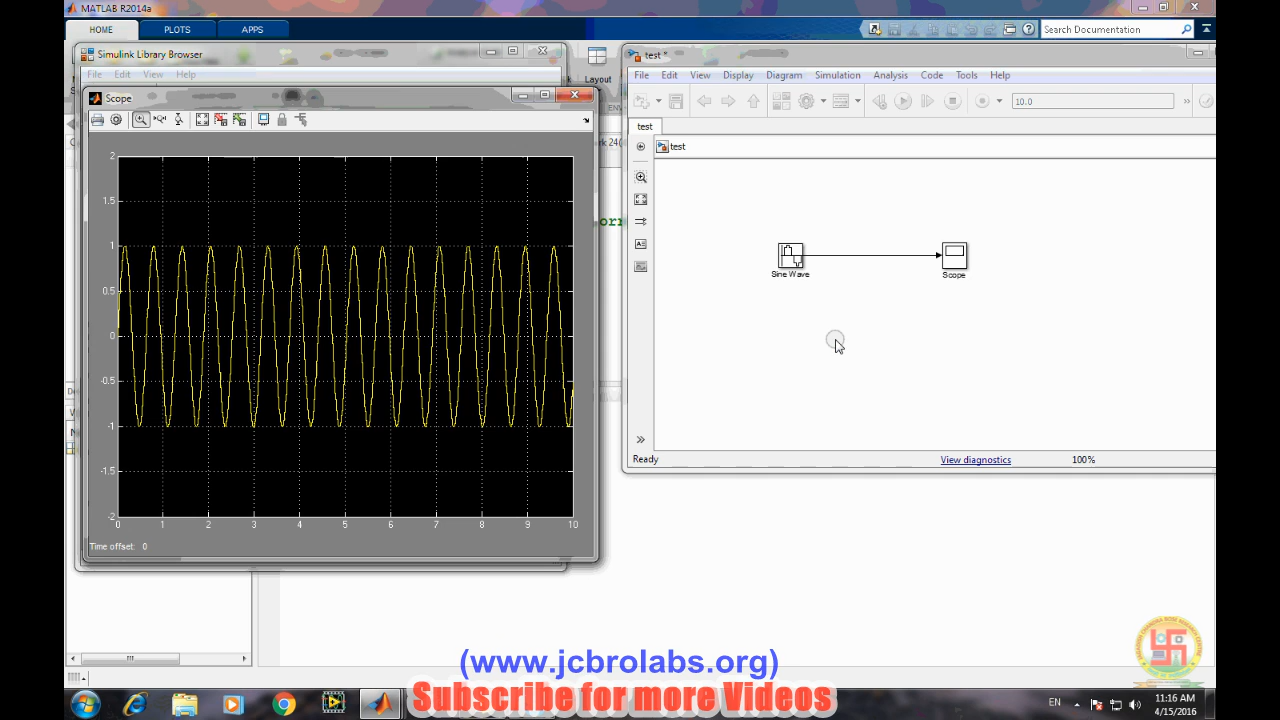 MATLAB R2014a
HOME PLOTS APPS
Search Documentation
Simulink Library Browser
File Edit View Help
Layout
test *
File Edit View Display Diagram Simulation Analysis Code Tools Help
Scope
10.0
test
test
2
1.5
1
0.5
0
-0.5
-1
-1.5
-2
0 1 2 3 4 5 6 7 8 9 10
Time offset: 0
Sine Wave
Scope
Ready View diagnostics 100%
(www.jcbrolabs.org)
Subscribe for more Videos
EN
11:16 AM
4/15/2016